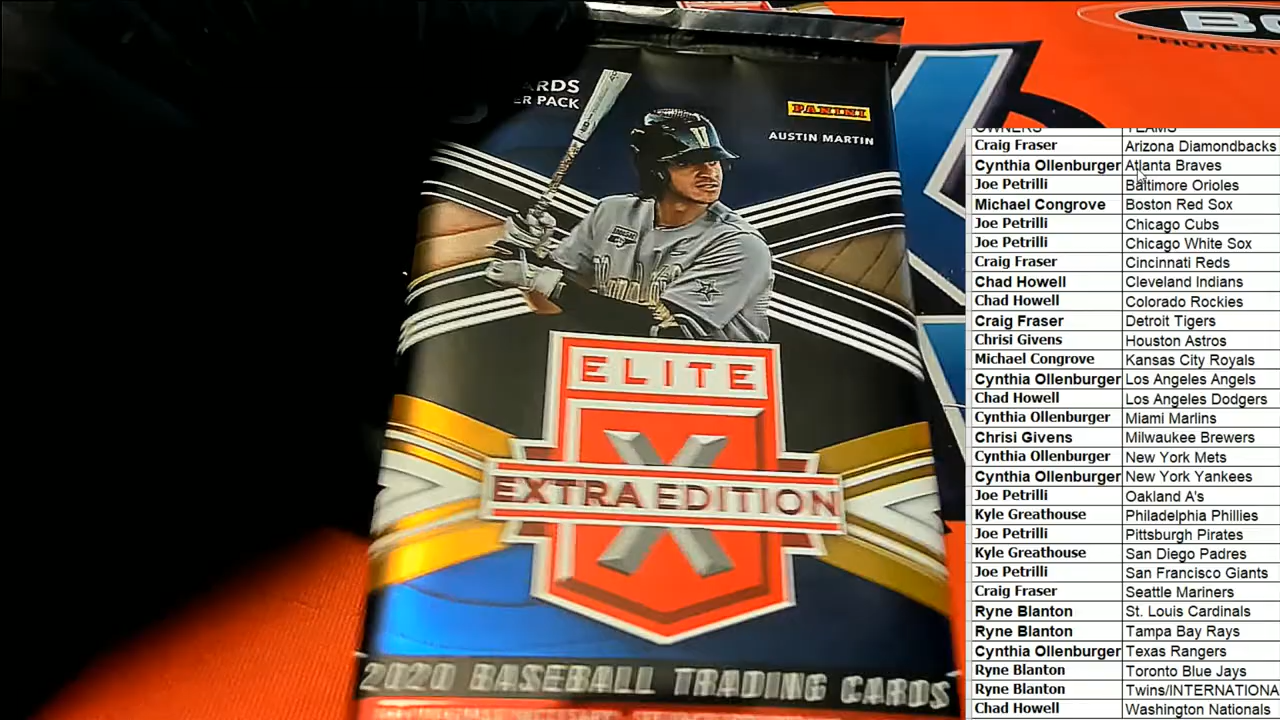 ARDS
ER PACK
PANINI
AUSTIN MARTIN
V
ELITE
X
EXTRA EDITION
2020 BASEBALL TRADING CARDS
PROTECT
OWNERS TEAMS
Craig Fraser Arizona Diamondbacks
Cynthia Ollenburger Atlanta Braves
Joe Petrilli Baltimore Orioles
Michael Congrove Boston Red Sox
Joe Petrilli Chicago Cubs
Joe Petrilli Chicago White Sox
Craig Fraser Cincinnati Reds
Chad Howell Cleveland Indians
Chad Howell Colorado Rockies
Craig Fraser Detroit Tigers
Chrisi Givens Houston Astros
Michael Congrove Kansas City Royals
Cynthia Ollenburger Los Angeles Angels
Chad Howell Los Angeles Dodgers
Cynthia Ollenburger Miami Marlins
Chrisi Givens Milwaukee Brewers
Cynthia Ollenburger New York Mets
Cynthia Ollenburger New York Yankees
Joe Petrilli Oakland A's
Kyle Greathouse Philadelphia Phillies
Joe Petrilli Pittsburgh Pirates
Kyle Greathouse San Diego Padres
Joe Petrilli San Francisco Giants
Craig Fraser Seattle Mariners
Ryne Blanton St. Louis Cardinals
Ryne Blanton Tampa Bay Rays
Cynthia Ollenburger Texas Rangers
Ryne Blanton Toronto Blue Jays
Ryne Blanton Twins/INTERNATIONA
Chad Howell Washington Nationals